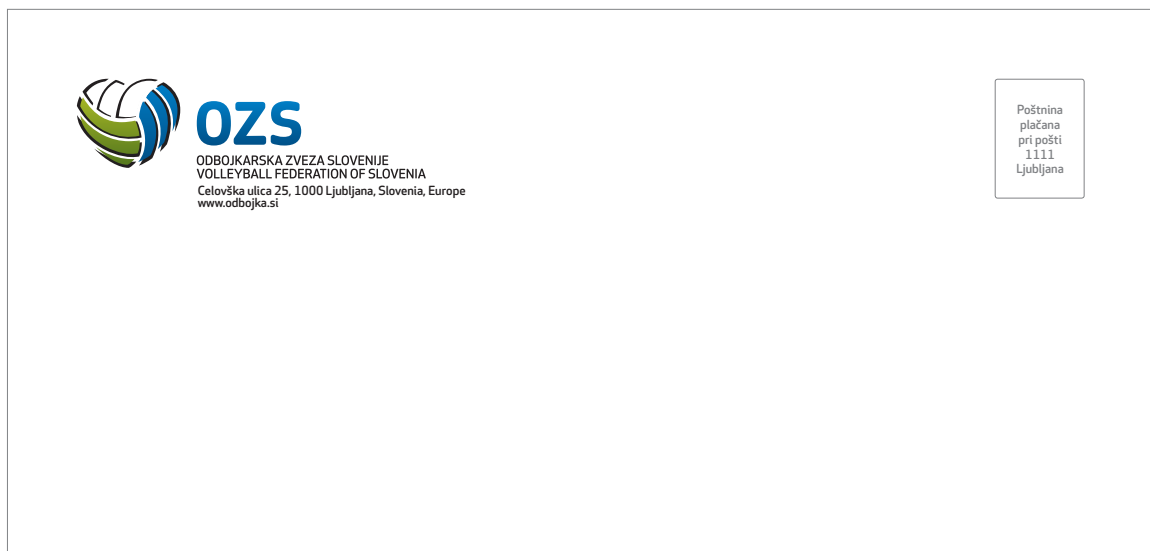 OZS
ODBOJKARSKA ZVEZA SLOVENIJE
VOLLEYBALL FEDERATION OF SLOVENIA
Celovška ulica 25, 1000 Ljubljana, Slovenia, Europe
www.odbojka.si
Poštnina
plačana
pri pošti
1111
Ljubljana